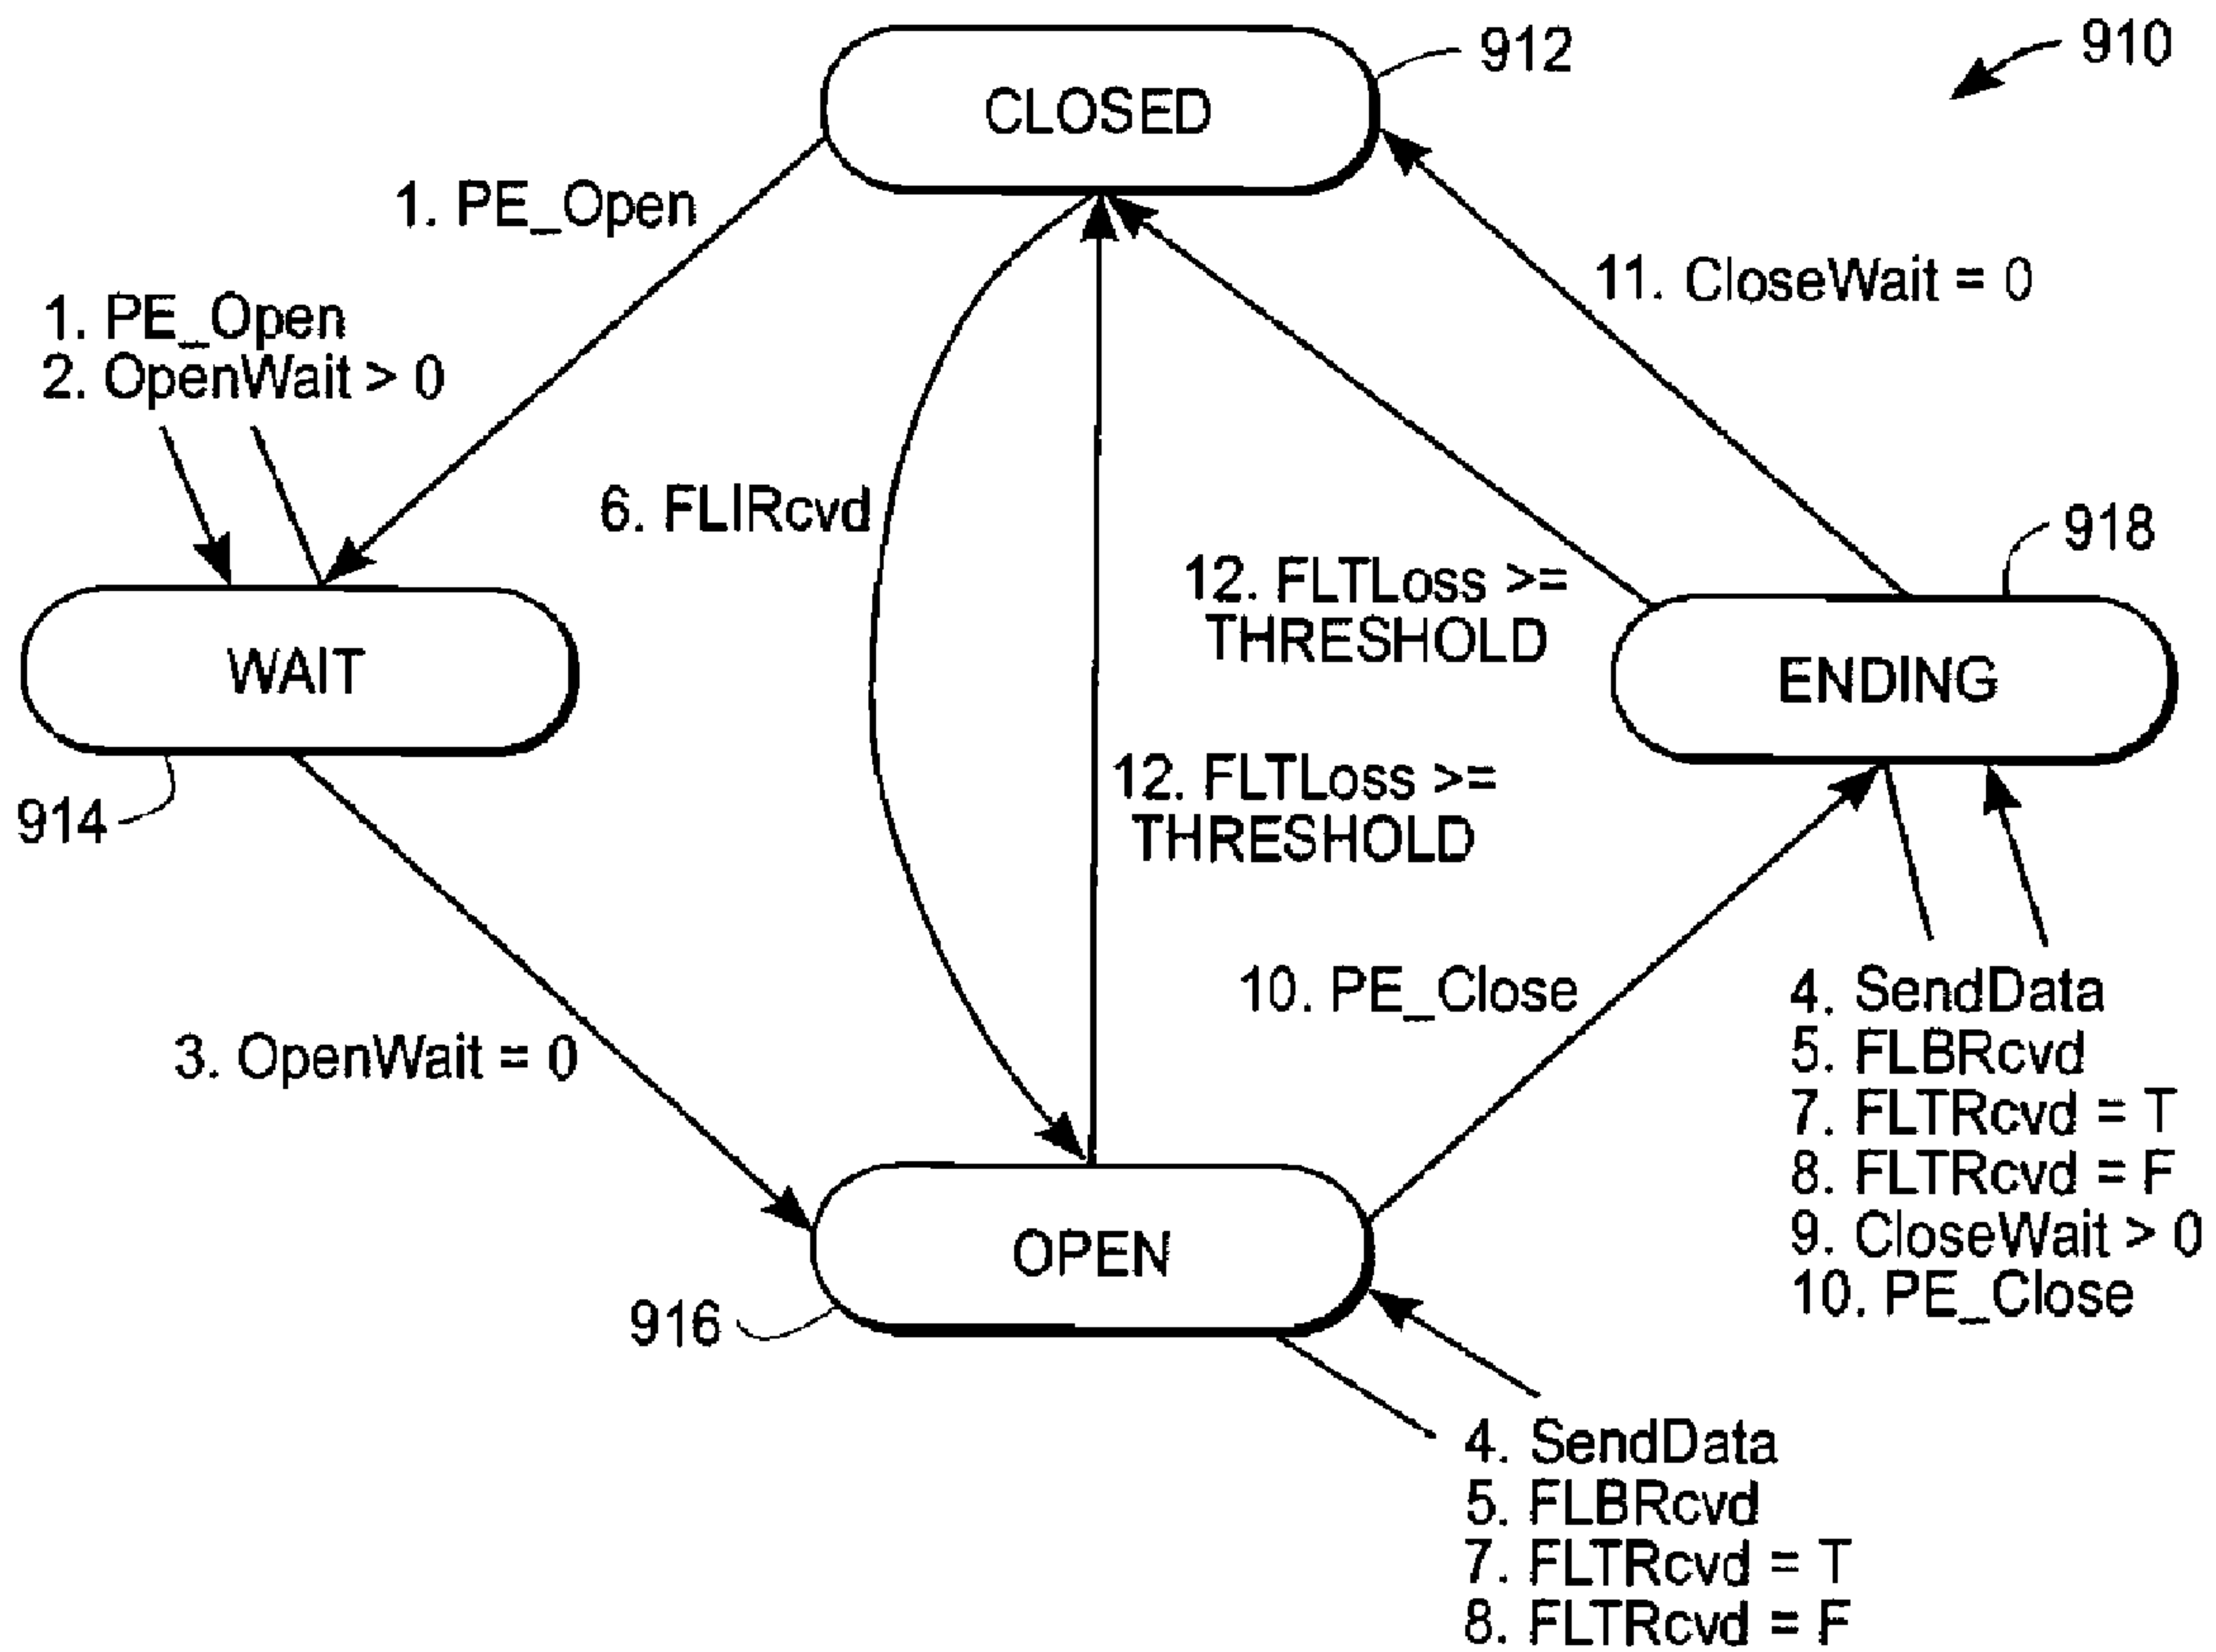 912
910
CLOSED
1. PE_Open
1. PE_Open
2. OpenWait > 0
11. CloseWait = 0
6. FLIRcvd
918
12. FLTLoss >=
THRESHOLD
WAIT
ENDING
914
12. FLTLoss >=
THRESHOLD
10. PE_Close
3. OpenWait = 0
4. SendData
5. FLBRcvd
7. FLTRcvd = T
8. FLTRcvd = F
9. CloseWait > 0
10. PE_Close
OPEN
916
4. SendData
5. FLBRcvd
7. FLTRcvd = T
8. FLTRcvd = F